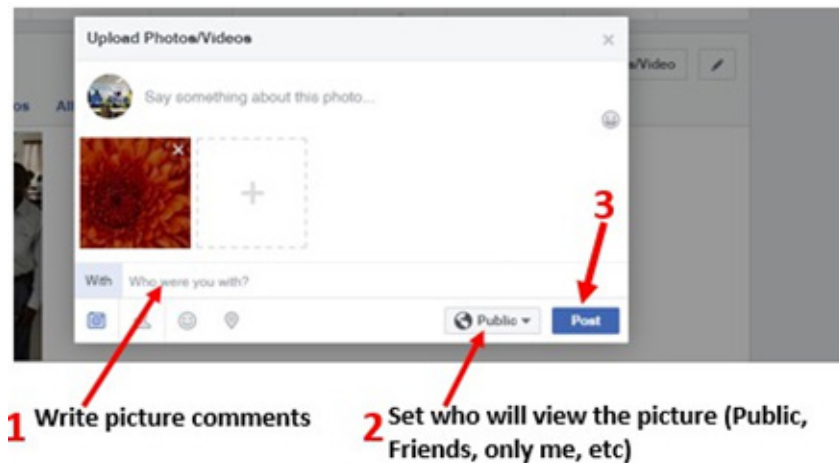 Upload Photos/Videos
s/Video
os
All
Say something about this photo...
3
With Who were you with?
Public Post
1 Write picture comments
2 Set who will view the picture (Public,
Friends, only me, etc)